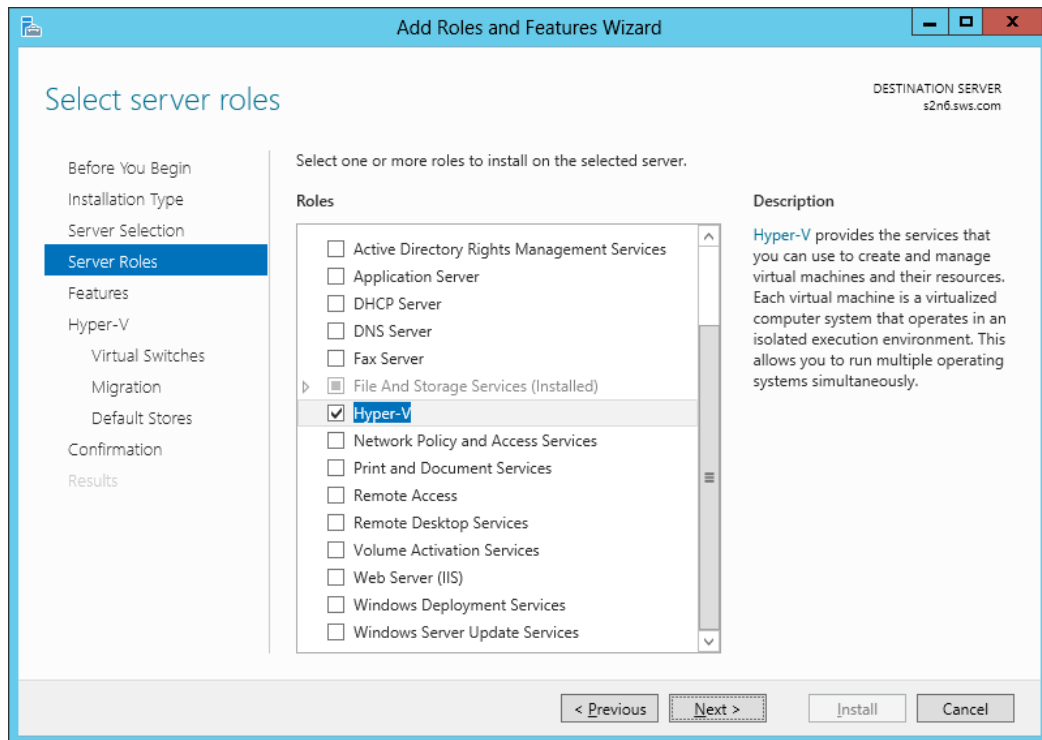 Add Roles and Features Wizard
Select server roles
DESTINATION SERVER
s2n6.sws.com
Before You Begin
Installation Type
Server Selection
Server Roles
Features
Hyper-V
Virtual Switches
Migration
Default Stores
Confirmation
Results
Select one or more roles to install on the selected server.
Roles
Active Directory Rights Management Services
Application Server
DHCP Server
DNS Server
Fax Server
File And Storage Services (Installed)
Hyper-V
Network Policy and Access Services
Print and Document Services
Remote Access
Remote Desktop Services
Volume Activation Services
Web Server (IIS)
Windows Deployment Services
Windows Server Update Services
Description
Hyper-V provides the services that
you can use to create and manage
virtual machines and their resources.
Each virtual machine is a virtualized
computer system that operates in an
isolated execution environment. This
allows you to run multiple operating
systems simultaneously.
< Previous
Next >
Install
Cancel